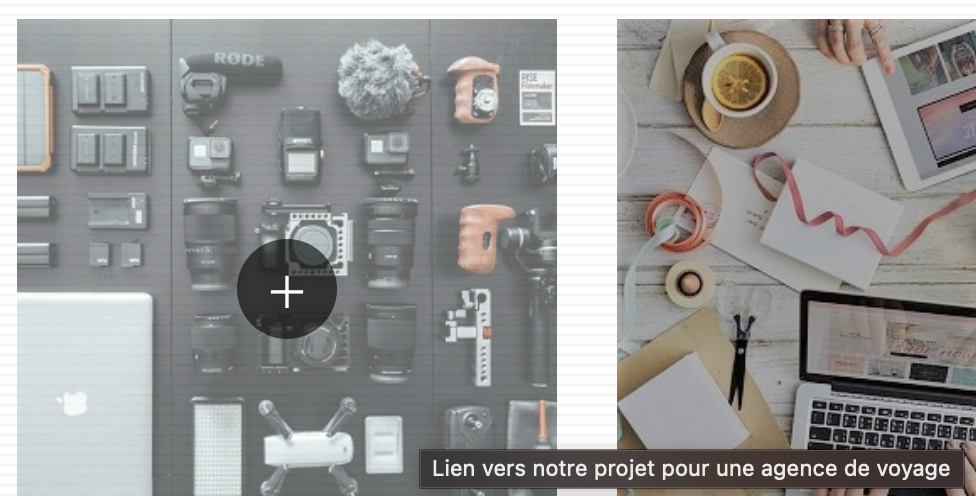 RØDE
RISE
Filmmaker
Lien vers notre projet pour une agence de voyage